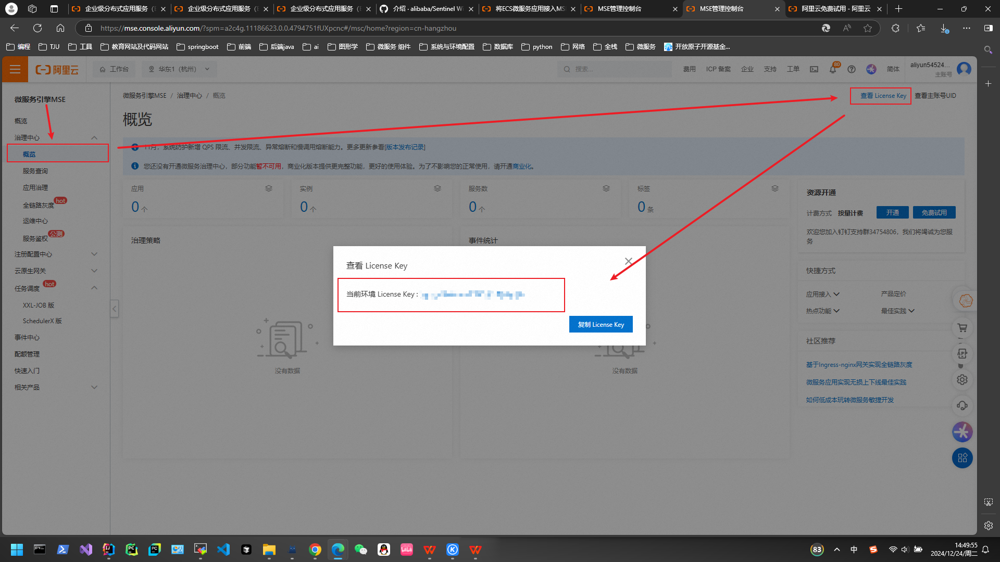 企业级分布式应用服务（E
企业级分布式应用服务（E
企业级分布式应用服务（E
介绍 · alibaba/Sentinel Wi
将ECS微服务应用接入MS
MSE管理控制台
MSE管理控制台
阿里云免费试用 - 阿里云
https://mse.console.aliyun.com/?spm=a2c4g.11186623.0.0.4794751fUXpcnc#/msc/home?region=cn-hangzhou
编程
TJU
工具
教育网站及代码网站
springboot
前端
后端java
ai
图形学
微服务 组件
系统与环境配置
数据库
python
网络
全栈
微服务
开放原子开源基金...
阿里云
工作台
华东1（杭州）
搜索...
费用
ICP 备案
企业
支持
工单
80
简体
aliyun54524...
主账号
微服务引擎MSE
概览
治理中心
概览
服务查询
应用治理
全链路灰度
hot
运维中心
服务鉴权
公测
注册配置中心
云原生网关
任务调度
hot
XXL-JOB 版
SchedulerX 版
事件中心
配额管理
快速入门
相关产品
微服务引擎MSE / 治理中心 / 概览
查看 License Key
查看主账号UID
概览
11月，系统防护新增 QPS 限流、并发限流、异常熔断和慢调用熔断能力。更多更新参看[版本发布记录]
您还没有开通微服务治理中心，部分功能暂不可用，商业化版本提供更完整功能，更好的使用体验。为了不影响您的正常使用，请开通商业化。
应用
0 个
实例
0 个
服务数
0 个
标签
0 条
治理策略
没有数据
事件统计
没有数据
资源开通
计费方式 按量计费
开通
免费试用
欢迎您加入钉钉支持群34754806，我们将竭诚为您服
务
快捷方式
应用接入
产品定价
热点功能
最佳实践
社区推荐
基于Ingress-nginx网关实现全链路灰度
微服务应用实现无损上下线最佳实践
如何低成本玩转微服务敏捷开发
APP
查看 License Key
当前环境 License Key :
复制 License Key
83
中
14:49:55
2024/12/24/周二